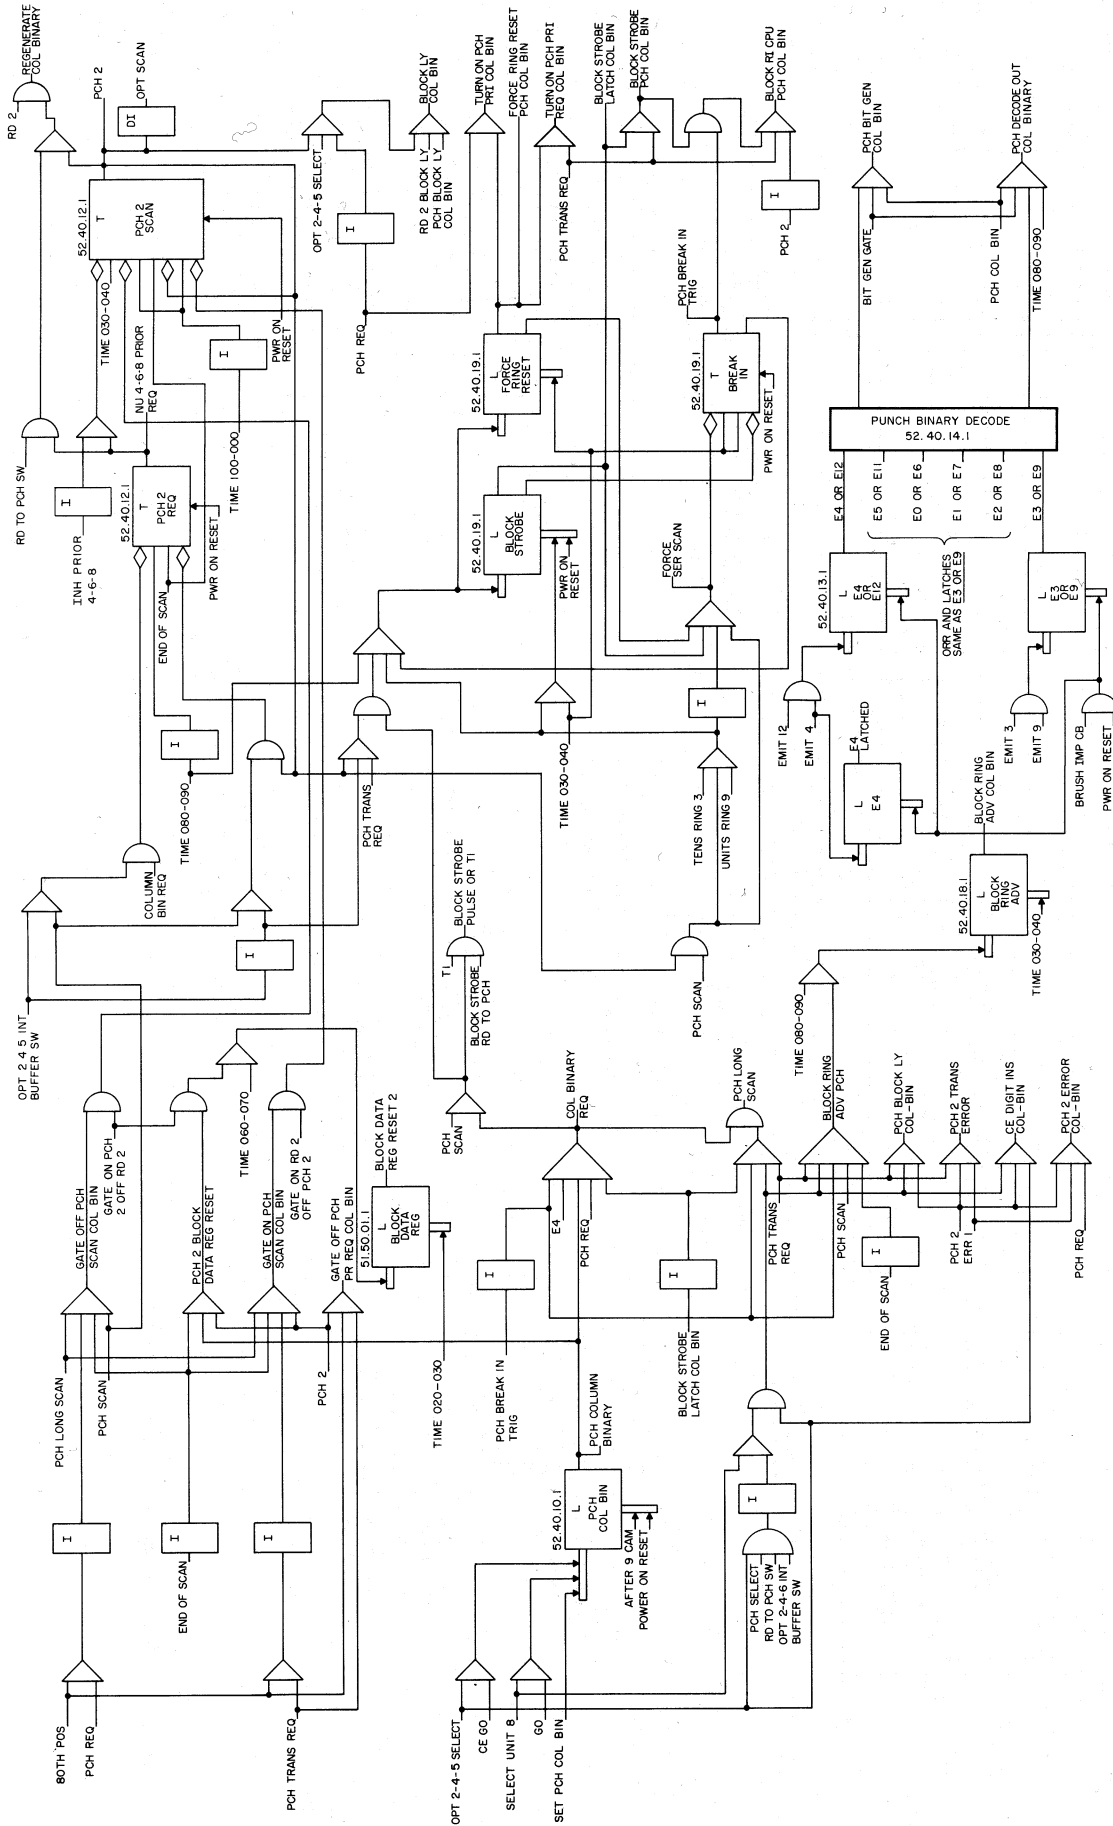 RD 2
REGENERATE
COL BINARY
PCH 2
OPT SCAN
DI
52.40.12.1
T
PCH 2
SCAN
TIME 030-040
NU 4-6-8 PRIOR
REQ
I
PWR ON
RESET
TIME 100-000
RD TO PCH SW
I
INH PRIOR
4-6-8
52.40.12.1
T
PCH 2
REQ
PWR ON RESET
END OF SCAN
I
TIME 080-090
COLUMN
BIN REQ
I
OPT 2 4 5 INT
BUFFER SW
OPT 2-4-5 SELECT
I
PCH REQ
RD 2 BLOCK LY
PCH BLOCK LY
COL BIN
BLOCK LY
COL BIN
TURN ON PCH
PRI COL BIN
FORCE RING RESET
PCH COL BIN
TURN ON PCH PRI
REQ COL BIN
PCH TRANS REQ
52.40.19.1
L
FORCE
RING
RESET
52.40.19.1
L
BLOCK
STROBE
PWR ON
RESET
TIME 030-040
PCH TRANS
REQ
BLOCK STROBE
LATCH COL BIN
BLOCK STROBE
PCH COL BIN
BLOCK RI CPU
PCH COL BIN
I
PCH 2
PCH BREAK IN
TRIG
52.40.19.1
T
BREAK
IN
PWR ON RESET
FORCE
SER SCAN
I
TENS RING 3
UNITS RING 9
PCH SCAN
T1
BLOCK STROBE
PULSE OR T1
BLOCK STROBE
RD TO PCH
PCH
SCAN
PCH BIT GEN
COL BIN
PCH DECODE OUT
COL BINARY
BIT GEN GATE
PCH COL BIN
TIME 080-090
PUNCH BINARY DECODE
52.40.14.1
E4 OR E12
E5 OR E11
E0 OR E6
E1 OR E7
E2 OR E8
E3 OR E9
ORR AND LATCHES
SAME AS E3 OR E9
52.40.13.1
L
E4
OR
E12
L
E3
OR
E9
EMIT 12
EMIT 4
E4
LATCHED
L
E4
EMIT 3
EMIT 9
BRUSH IMP CB
PWR ON RESET
BLOCK RING
ADV COL BIN
52.40.18.1
L
BLOCK
RING
ADV
TIME 030-040
TIME 080-090
GATE OFF PCH
SCAN COL BIN
GATE ON PCH
2 OFF RD 2
PCH 2 BLOCK
DATA REG RESET
TIME 060-070
GATE ON PCH
SCAN COL BIN
GATE ON RD 2
OFF PCH 2
GATE OFF PCH
PR REQ COL BIN
BLOCK DATA
REG RESET 2
51.50.01.1
L
BLOCK
DATA
REG
TIME 020-030
PCH LONG SCAN
PCH SCAN
PCH 2
I
END OF SCAN
I
I
80TH POS
PCH REQ
PCH TRANS REQ
COL BINARY
REQ
E4
PCH REQ
I
PCH BREAK IN
TRIG
I
BLOCK STROBE
LATCH COL BIN
PCH LONG
SCAN
PCH TRANS
REQ
BLOCK RING
ADV PCH
PCH SCAN
I
END OF SCAN
PCH BLOCK LY
COL-BIN
PCH 2 TRANS
ERROR
PCH 2
ERR 1
CE DIGIT INS
COL-BIN
PCH 2 ERROR
COL-BIN
PCH REQ
PCH COLUMN
BINARY
52.40.10.1
L
PCH
COL BIN
AFTER 9 CAM
POWER ON RESET
I
PCH SELECT
RD TO PCH SW
OPT 2-4-6 INT
BUFFER SW
OPT 2-4-5 SELECT
CE GO
SELECT UNIT 8
GO
SET PCH COL BIN